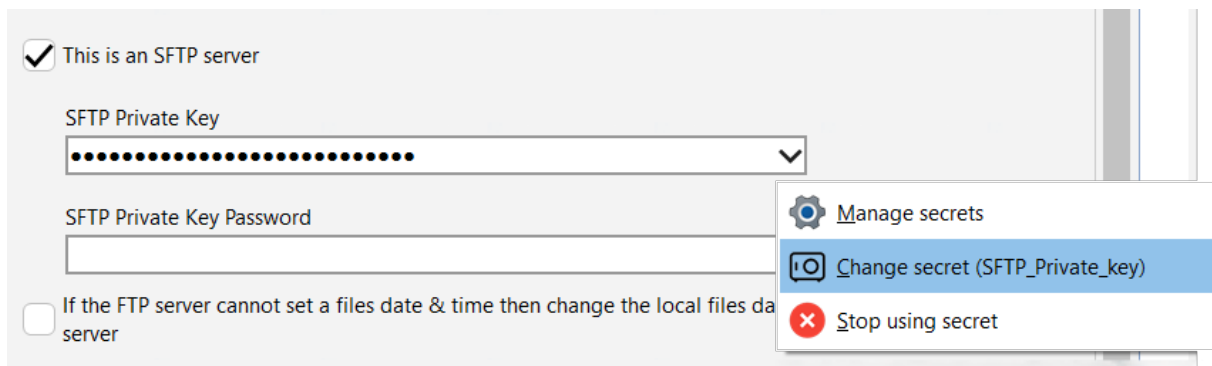 This is an SFTP server
SFTP Private Key
•••••••••••••••••••••••••••
SFTP Private Key Password
Manage secrets
Change secret (SFTP_Private_key)
Stop using secret
If the FTP server cannot set a files date & time then change the local files da
server